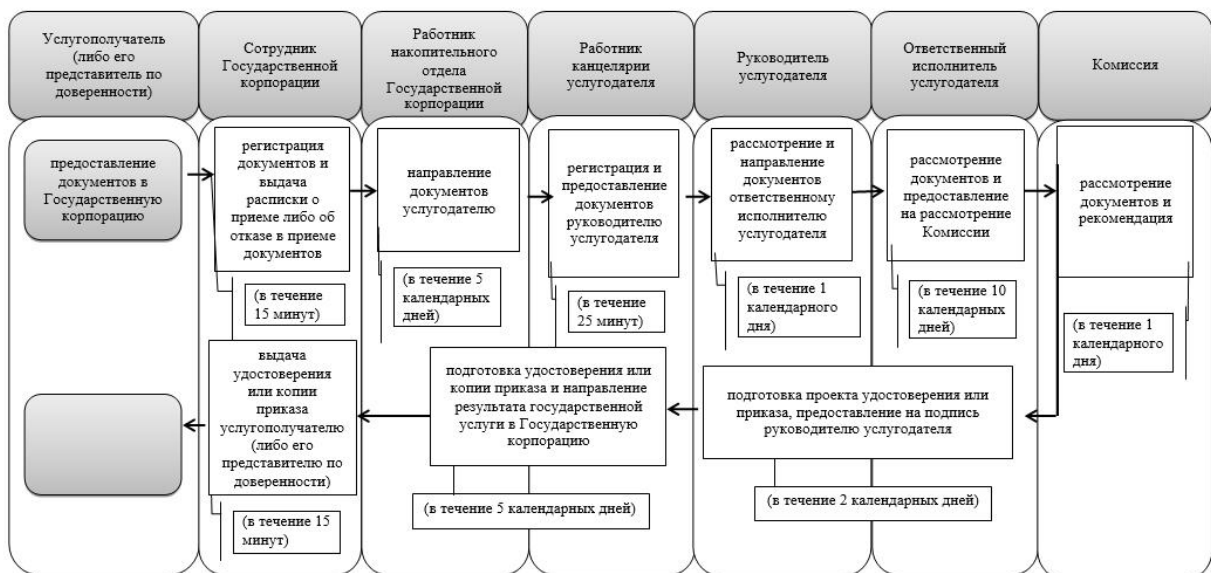 Услугополучатель
(либо его
представитель по
доверенности)
Сотрудник
Государственной
корпорации
Работник
накопительного
отдела
Государственной
корпорации
Работник
канцелярии
услугодателя
Руководитель
услугодателя
Ответственный
исполнитель
услугодателя
Комиссия
предоставление
документов в
Государственную
корпорацию
регистрация
документов и
выдача
расписки о
приеме либо об
отказе в приеме
документов
направление
документов
услугодателю
регистрация и
предоставление
документов
руководителю
услугодателя
рассмотрение и
направление
документов
ответственному
исполнителю
услугодателя
рассмотрение
документов и
предоставление
на рассмотрение
Комиссии
рассмотрение
документов и
рекомендация
(в течение
15 минут)
(в течение 5
календарных
дней)
(в течение
25 минут)
(в течение 1
календарного
дня)
(в течение 10
календарных
дней)
(в течение 1
календарного
дня)
выдача
удостоверения
или копии
приказа
услугополучателю
(либо его
представителю по
доверенности)
подготовка удостоверения или
копии приказа и направление
результата государственной
услуги в Государственную
корпорацию
подготовка проекта удостоверения или
приказа, предоставление на подпись
руководителю услугодателя
(в течение 15
минут)
(в течение 5 календарных дней)
(в течение 2 календарных дней)